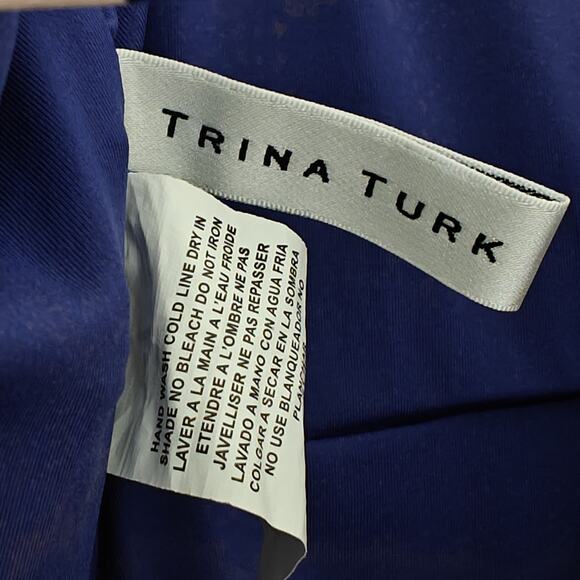 TRINA TURK
HAND WASH COLD LINE DRY IN
SHADE NO BLEACH DO NOT IRON
LAVER A LA MAIN A L'EAU FROIDE
ETENDRE A L'OMBRE NE PAS
JAVELLISER NE PAS REPASSER
LAVADO A MANO CON AGUA FRIA
COLGAR A SECAR EN LA SOMBRA
NO USE BLANQUEADOR NO
PLANCHAR